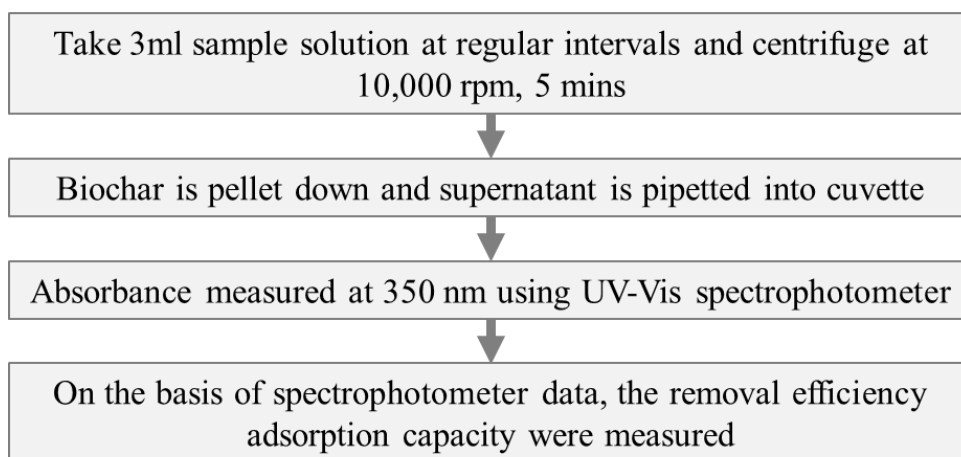 Take 3ml sample solution at regular intervals and centrifuge at
10,000 rpm, 5 mins
Biochar is pellet down and supernatant is pipetted into cuvette
Absorbance measured at 350 nm using UV-Vis spectrophotometer
On the basis of spectrophotometer data, the removal efficiency
adsorption capacity were measured